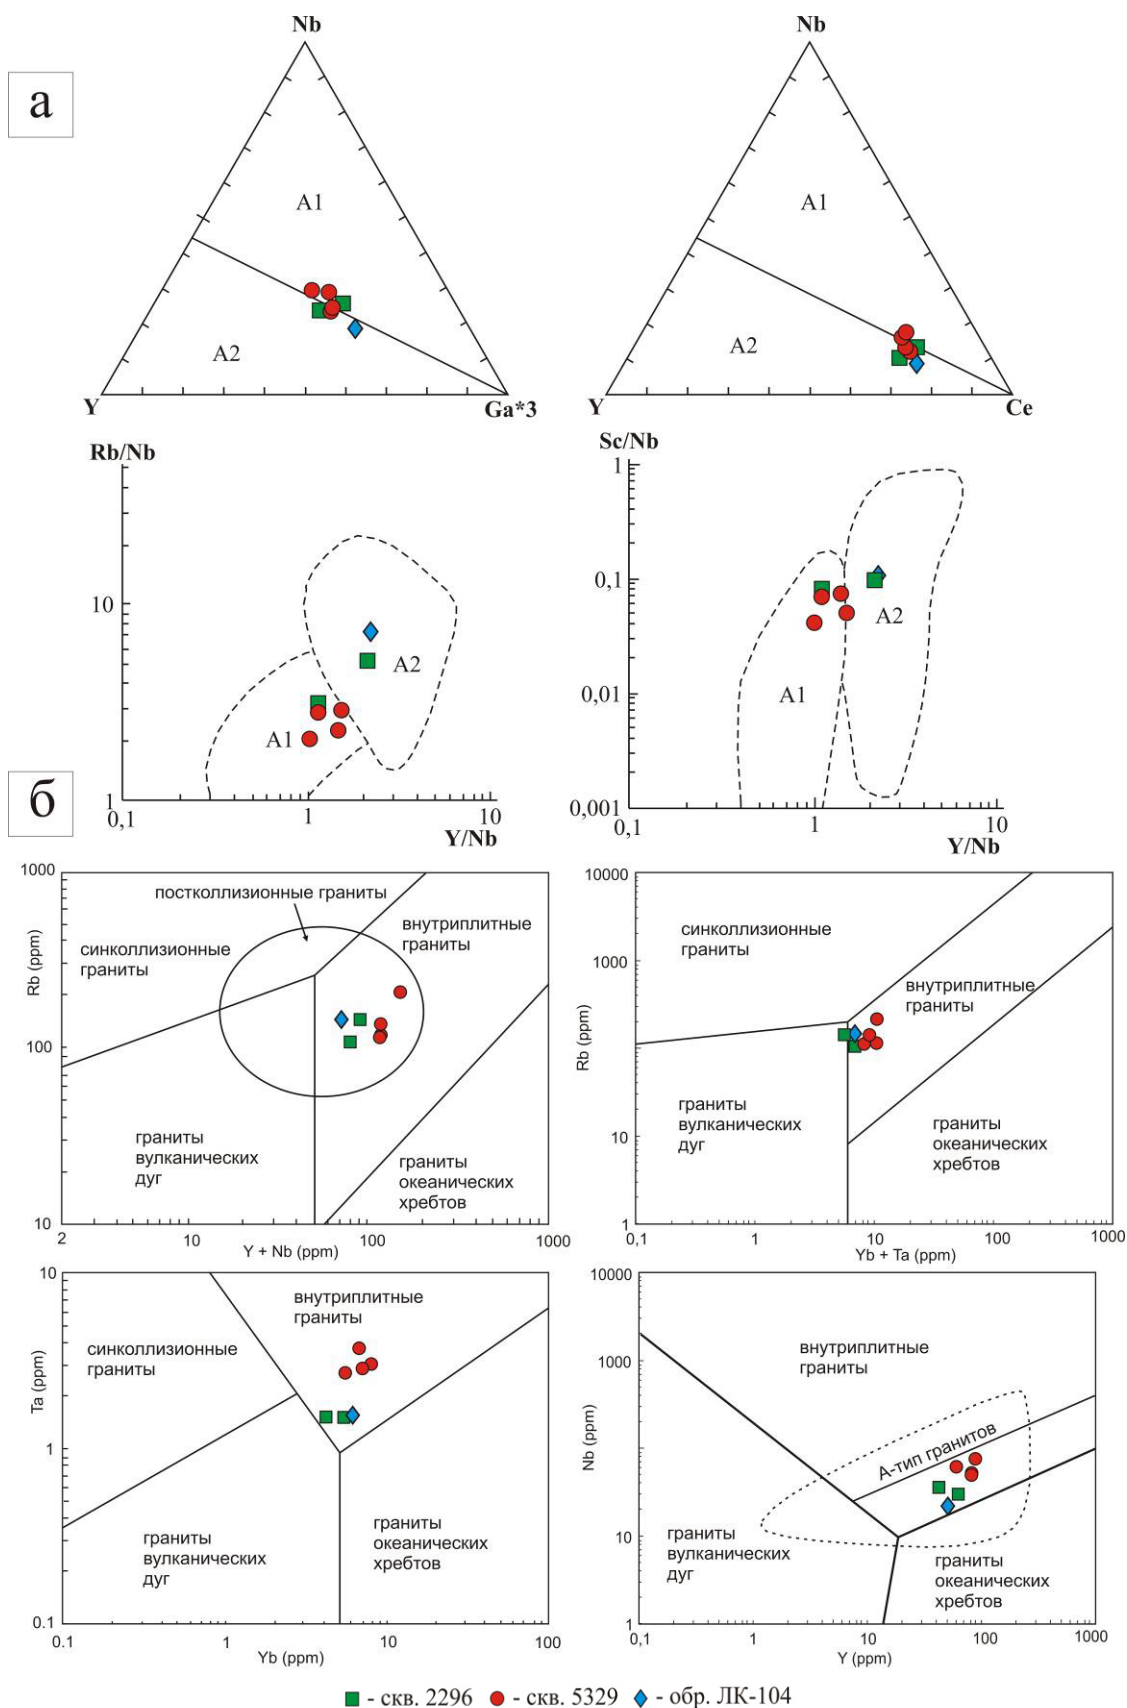 а
Nb
A1
A2
Y
Ga*3
Nb
A1
A2
Y
Ce
Rb/Nb
10
1
A1
A2
0,1
1
10
Y/Nb
Sc/Nb
1
0,1
0,01
0,001
A1
A2
0,1
1
10
Y/Nb
б
1000
100
10
Rb (ppm)
постколлизионные граниты
синколлизионные
граниты
внутриплитные
граниты
граниты
вулканических
дуг
граниты
океанических
хребтов
2
10
100
1000
Y + Nb (ppm)
10000
1000
100
10
1
Rb (ppm)
синколлизионные
граниты
внутриплитные
граниты
граниты
вулканических
дуг
граниты
океанических
хребтов
0,1
1
10
100
1000
Yb + Ta (ppm)
10
1
0.1
Ta (ppm)
внутриплитные
граниты
синколлизионные
граниты
граниты
вулканических
дуг
граниты
океанических
хребтов
0.1
1
10
100
Yb (ppm)
10000
1000
100
10
1
Nb (ppm)
внутриплитные
граниты
А-тип гранитов
граниты
вулканических
дуг
граниты
океанических
хребтов
0,1
1
10
100
1000
Y (ppm)
- скв. 2296 - скв. 5329 - обр. ЛК-104